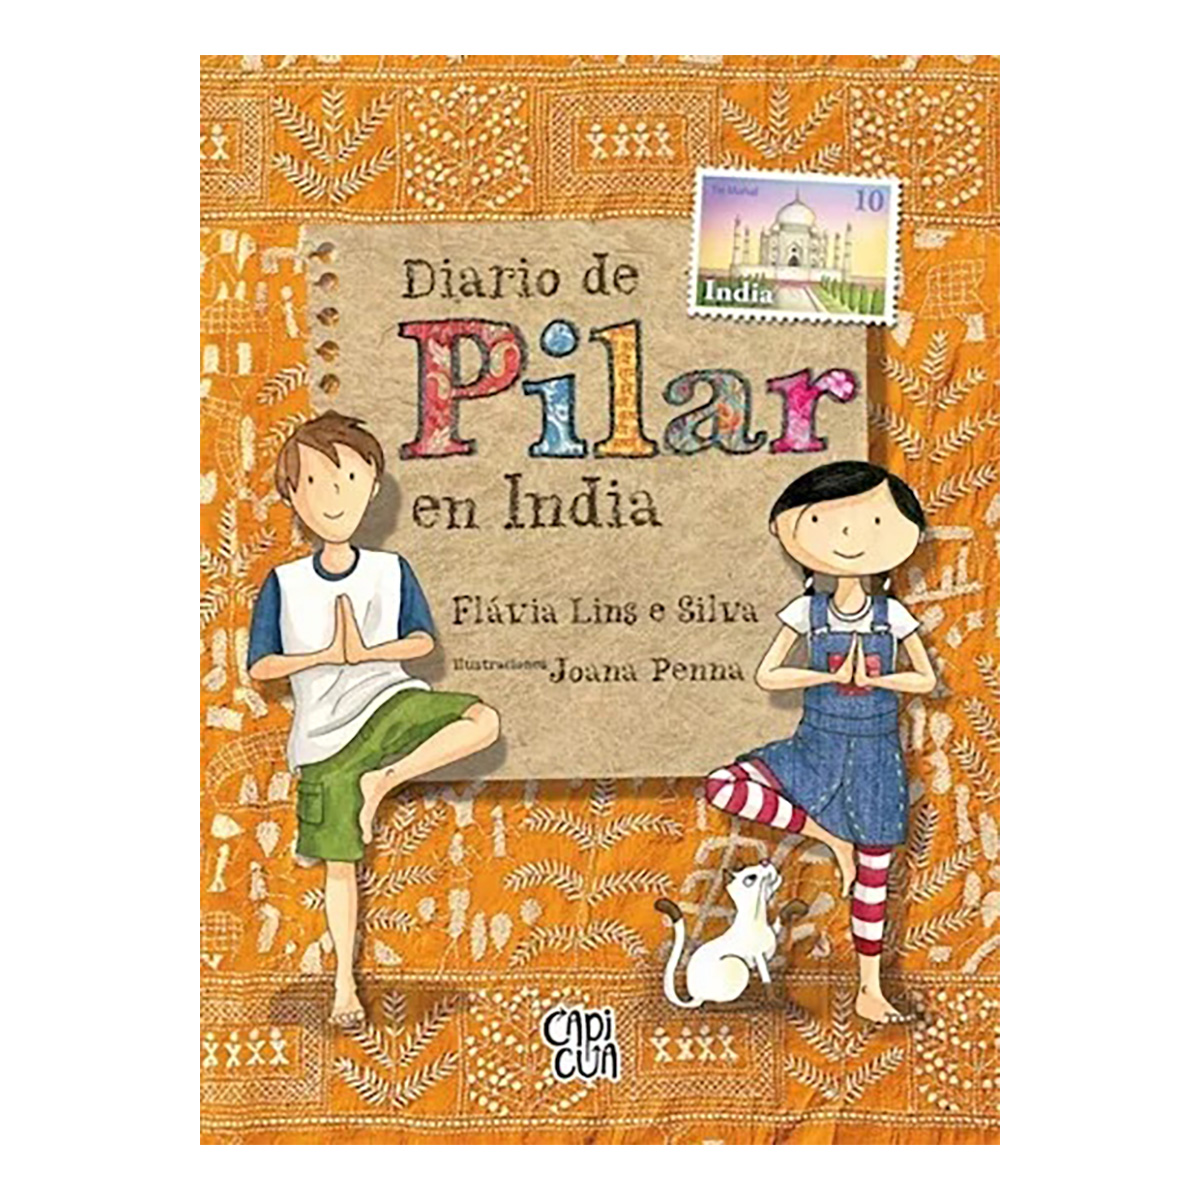 Taj Mahal
10
India
Diario de
Pilar
en India
Flávia Lins e Silva
ilustraciones Joana Penna
CAPI
CUA